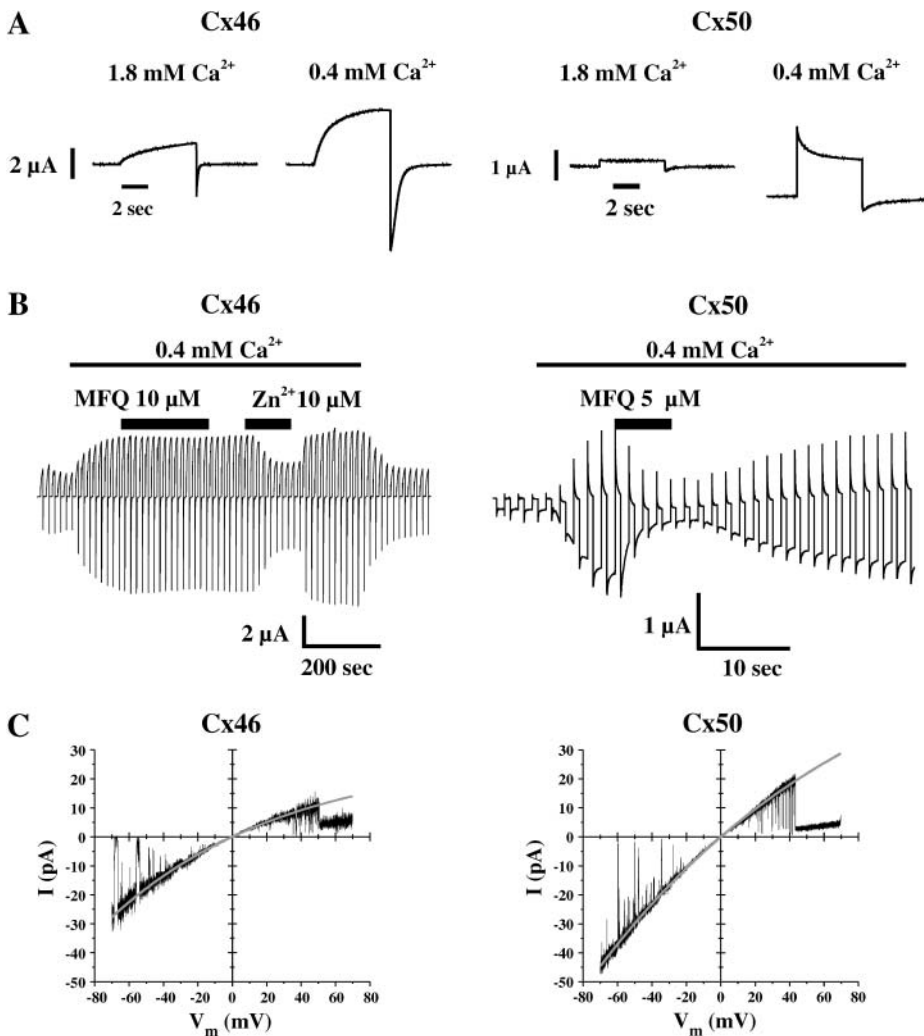 A
Cx46
Cx50
1.8 mM Ca²⁺
0.4 mM Ca²⁺
1.8 mM Ca²⁺
0.4 mM Ca²⁺
2 µA
2 sec
1 µA
2 sec
B
Cx46
Cx50
0.4 mM Ca²⁺
0.4 mM Ca²⁺
MFQ 10 µM
Zn²⁺ 10 µM
MFQ 5 µM
2 µA
200 sec
1 µA
10 sec
C
Cx46
Cx50
30
20
10
0
-10
-20
-30
-40
-50
I (pA)
-80 -60 -40 -20 0 20 40 60 80
Vm (mV)
30
20
10
0
-10
-20
-30
-40
-50
I (pA)
-80 -60 -40 -20 0 20 40 60 80
Vm (mV)